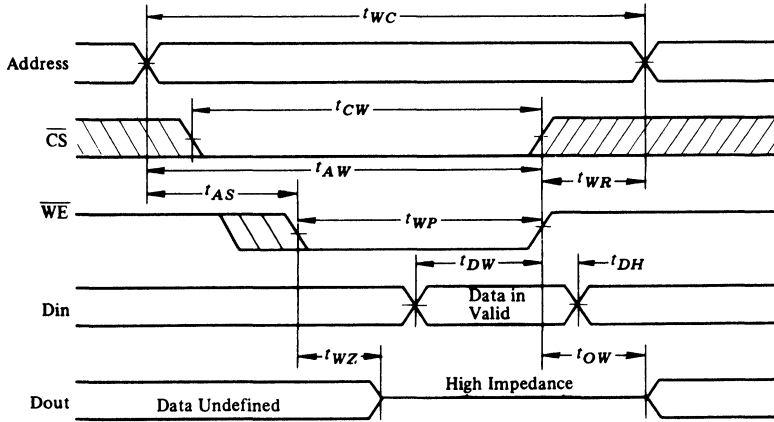 tWC
Address
tCW
CS
tAW
tAS
tWR
WE
tWP
tDW
tDH
Din
Data in
Valid
tWZ
tOW
High Impedance
Dout
Data Undefined